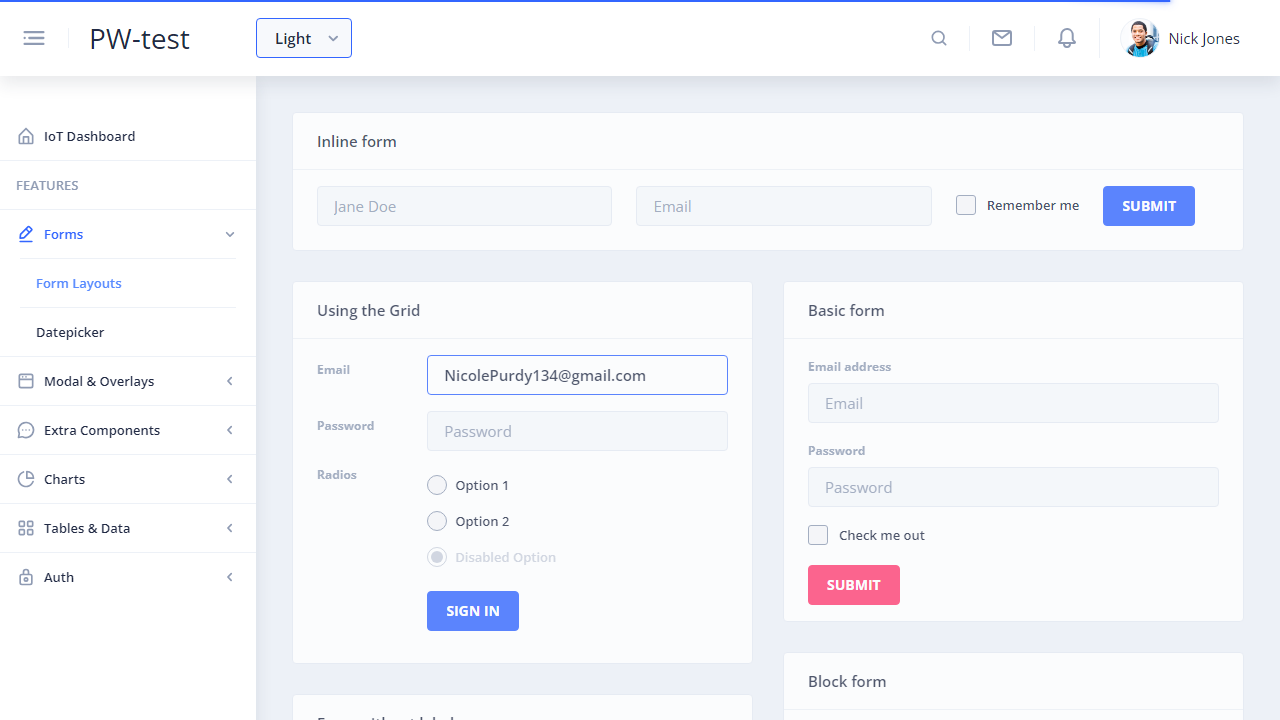 PW-test
Light
Nick Jones
IoT Dashboard
FEATURES
Forms
Form Layouts
Datepicker
Modal & Overlays
Extra Components
Charts
Tables & Data
Auth
Inline form
Jane Doe
Email
Remember me
SUBMIT
Using the Grid
Email
NicolePurdy134@gmail.com
Password
Password
Radios
Option 1
Option 2
Disabled Option
SIGN IN
Basic form
Email address
Email
Password
Password
Check me out
SUBMIT
Block form